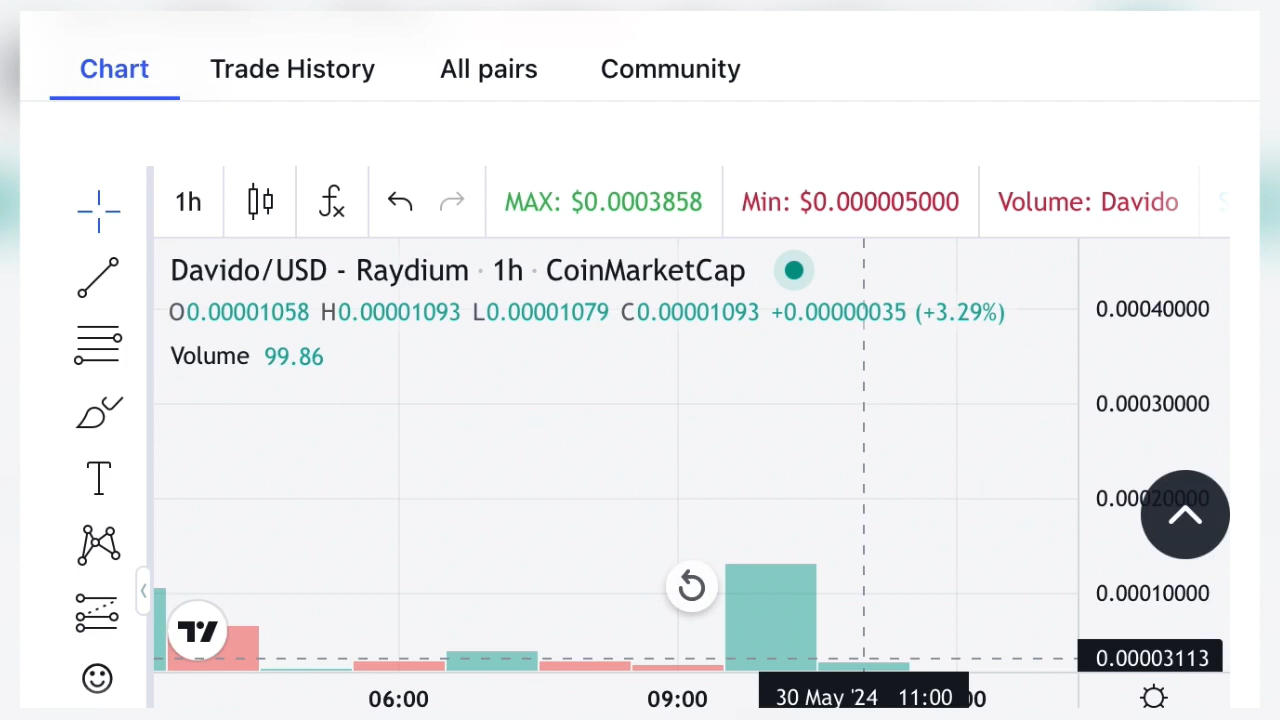 Chart Trade History All pairs Community
1h MAX: $0.0003858 Min: $0.000005000 Volume: Davido
Davido/USD - Raydium · 1h · CoinMarketCap
O0.00001058 H0.00001093 L0.00001079 C0.00001093 +0.00000035 (+3.29%)
Volume 99.86
0.00040000
0.00030000
0.00020000
0.00010000
0.00003113
06:00 09:00 30 May '24 11:00